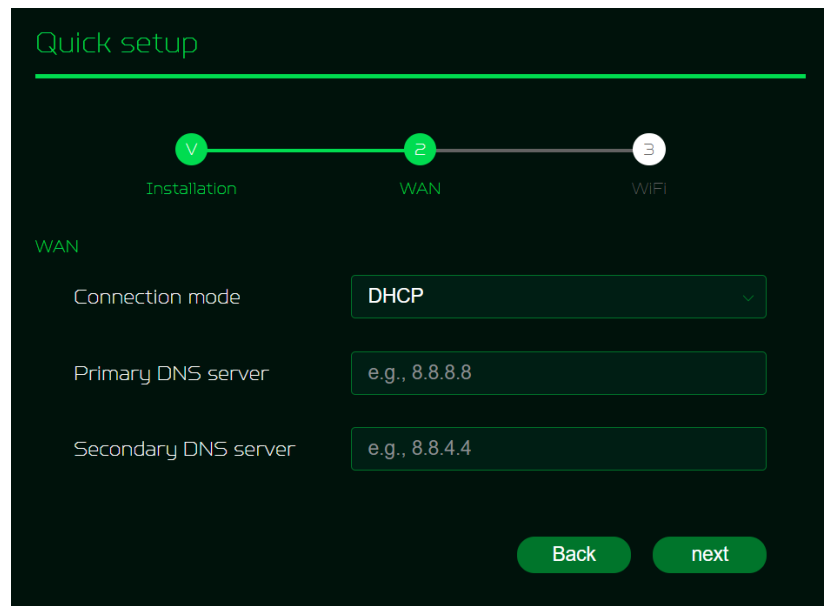 Quick setup
V 2 3
Installation WAN WiFi
WAN
Connection mode DHCP
Primary DNS server e.g., 8.8.8.8
Secondary DNS server e.g., 8.8.4.4
Back next